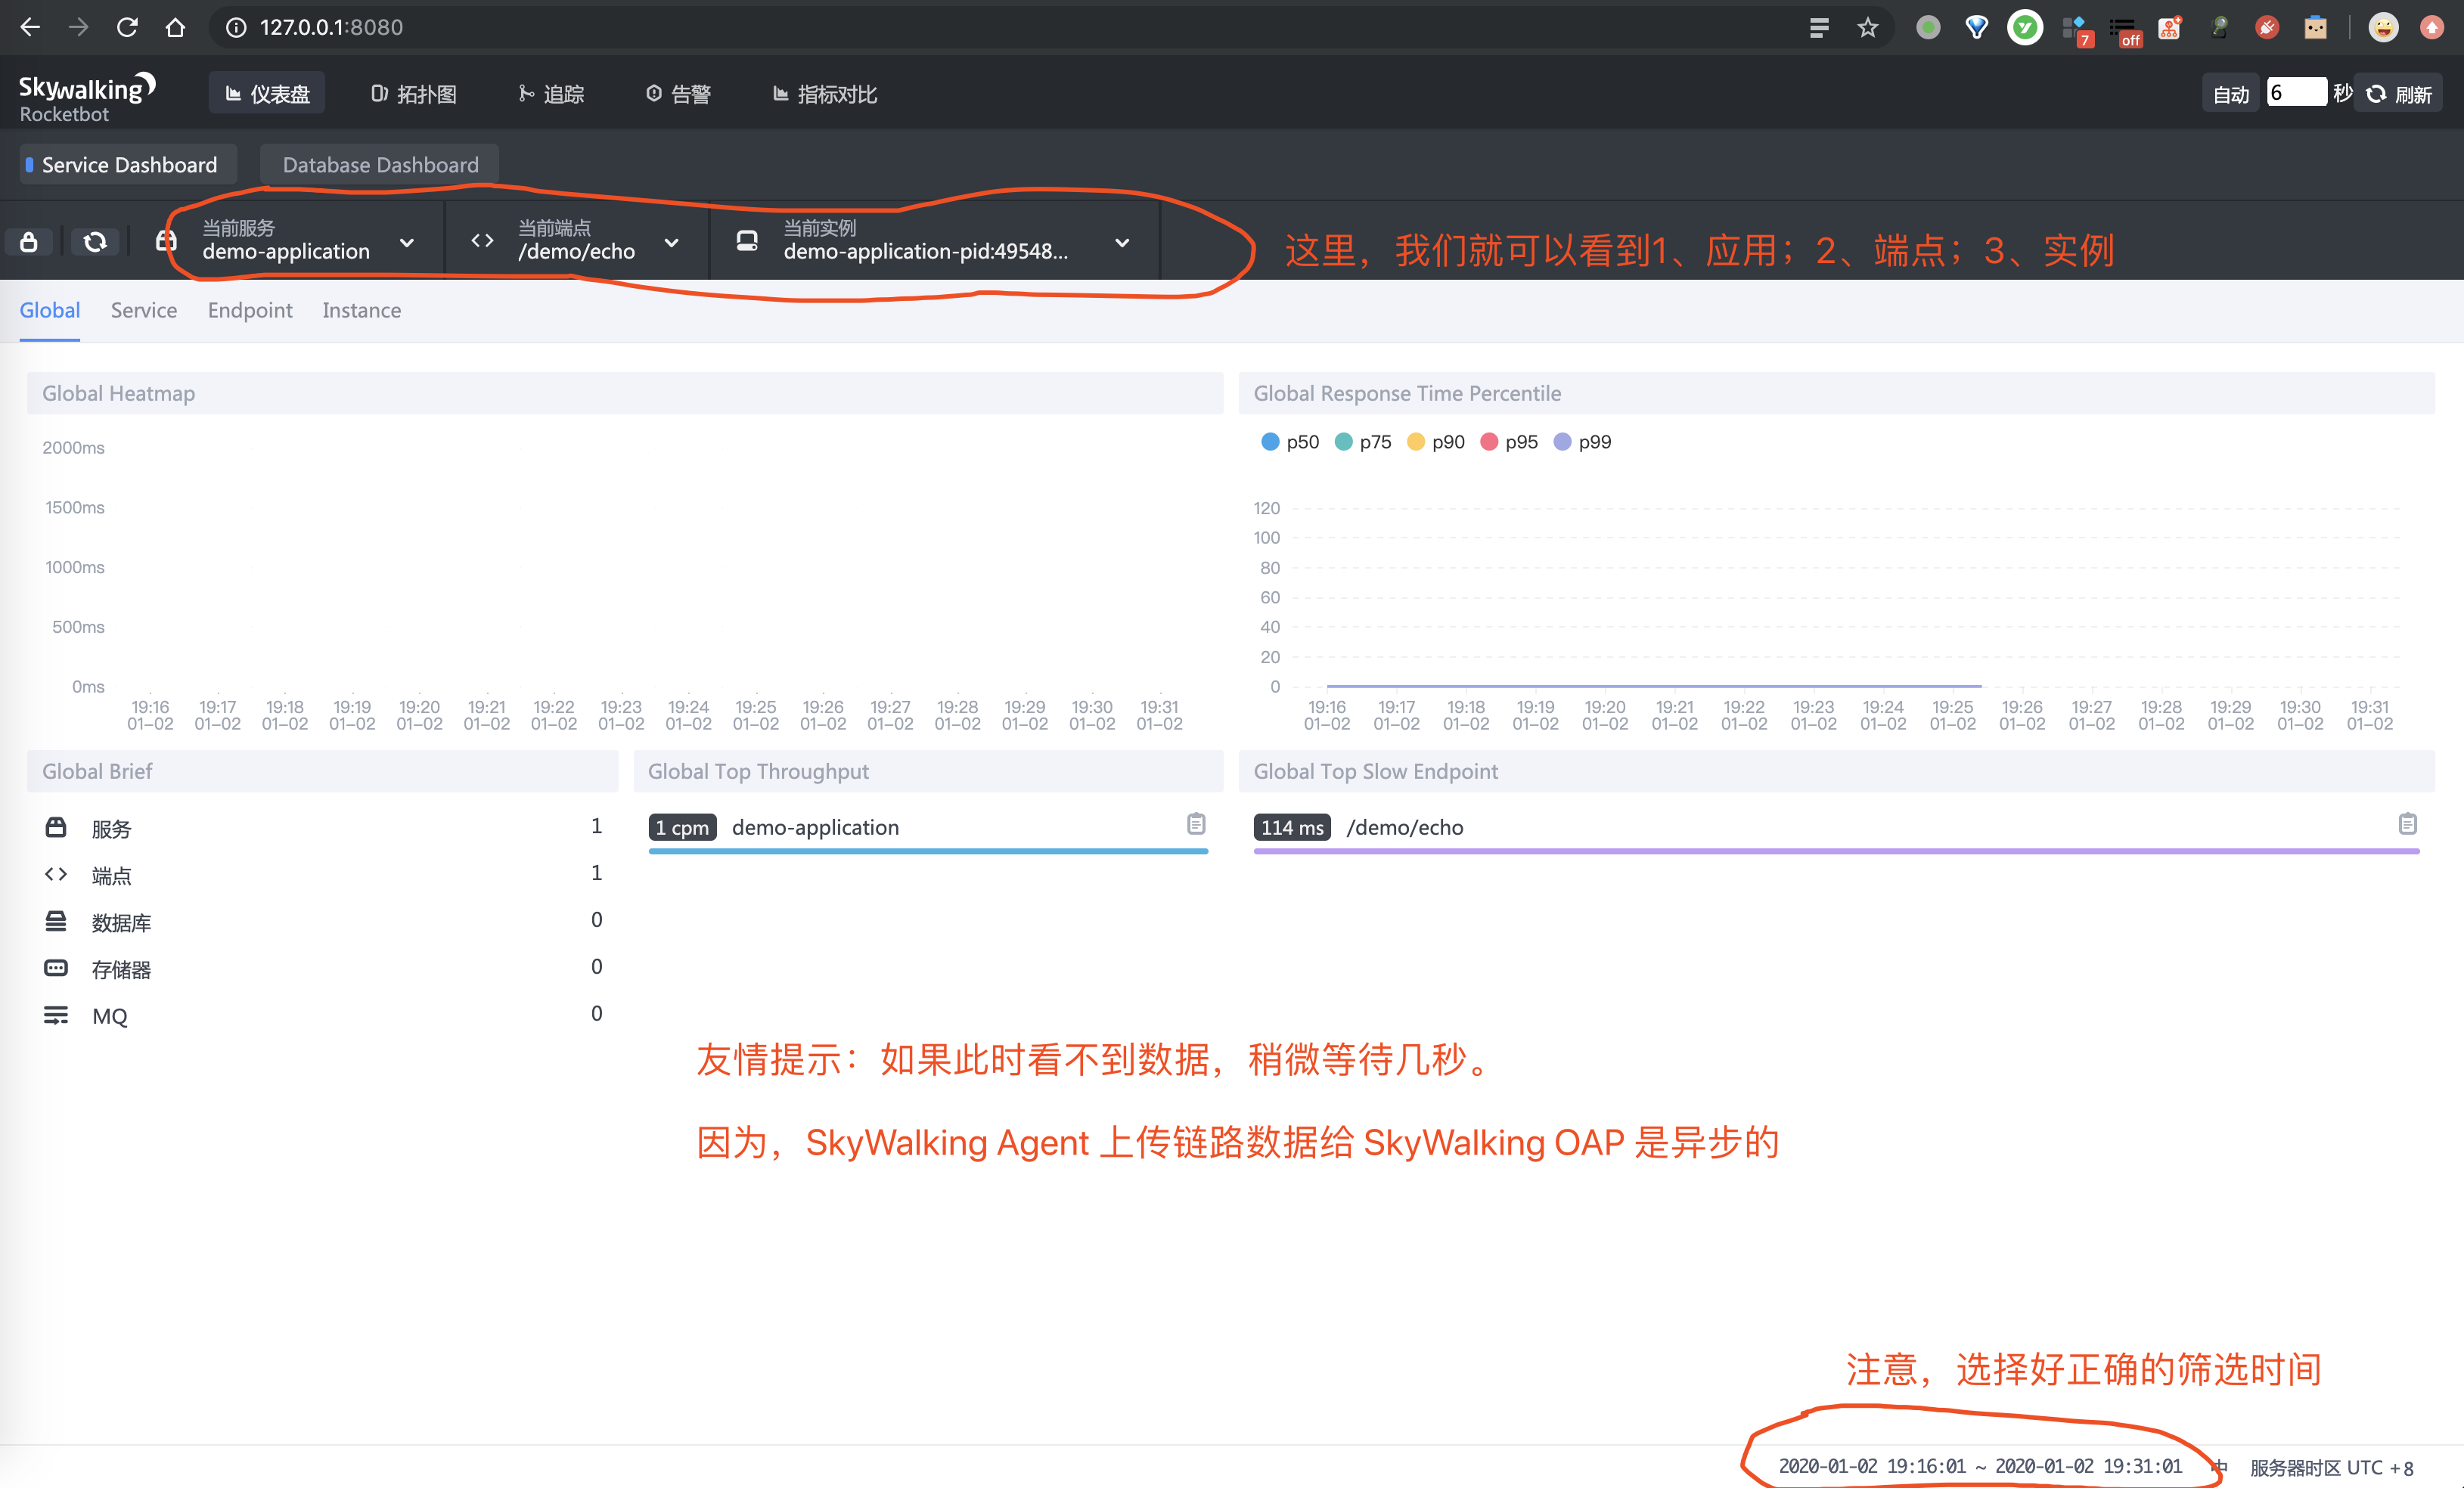 127.0.0.1:8080
7
off
Skywalking
Rocketbot
仪表盘
拓扑图
追踪
告警
指标对比
自动
6
秒
刷新
Service Dashboard
Database Dashboard
当前服务
demo-application
当前端点
/demo/echo
当前实例
demo-application-pid:49548...
这里，我们就可以看到1、应用；2、端点；3、实例
Global
Service
Endpoint
Instance
Global Heatmap
2000ms
1500ms
1000ms
500ms
0ms
19:16 19:17 19:18 19:19 19:20 19:21 19:22 19:23 19:24 19:25 19:26 19:27 19:28 19:29 19:30 19:31
01-02 01-02 01-02 01-02 01-02 01-02 01-02 01-02 01-02 01-02 01-02 01-02 01-02 01-02 01-02 01-02
Global Response Time Percentile
p50 p75 p90 p95 p99
120
100
80
60
40
20
0
19:16 19:17 19:18 19:19 19:20 19:21 19:22 19:23 19:24 19:25 19:26 19:27 19:28 19:29 19:30 19:31
01-02 01-02 01-02 01-02 01-02 01-02 01-02 01-02 01-02 01-02 01-02 01-02 01-02 01-02 01-02 01-02
Global Brief
服务 1
端点 1
数据库 0
存储器 0
MQ 0
Global Top Throughput
1 cpm demo-application
Global Top Slow Endpoint
114 ms /demo/echo
友情提示：如果此时看不到数据，稍微等待几秒。
因为，SkyWalking Agent 上传链路数据给 SkyWalking OAP 是异步的
注意，选择好正确的筛选时间
2020-01-02 19:16:01 ~ 2020-01-02 19:31:01
中
服务器时区 UTC +8